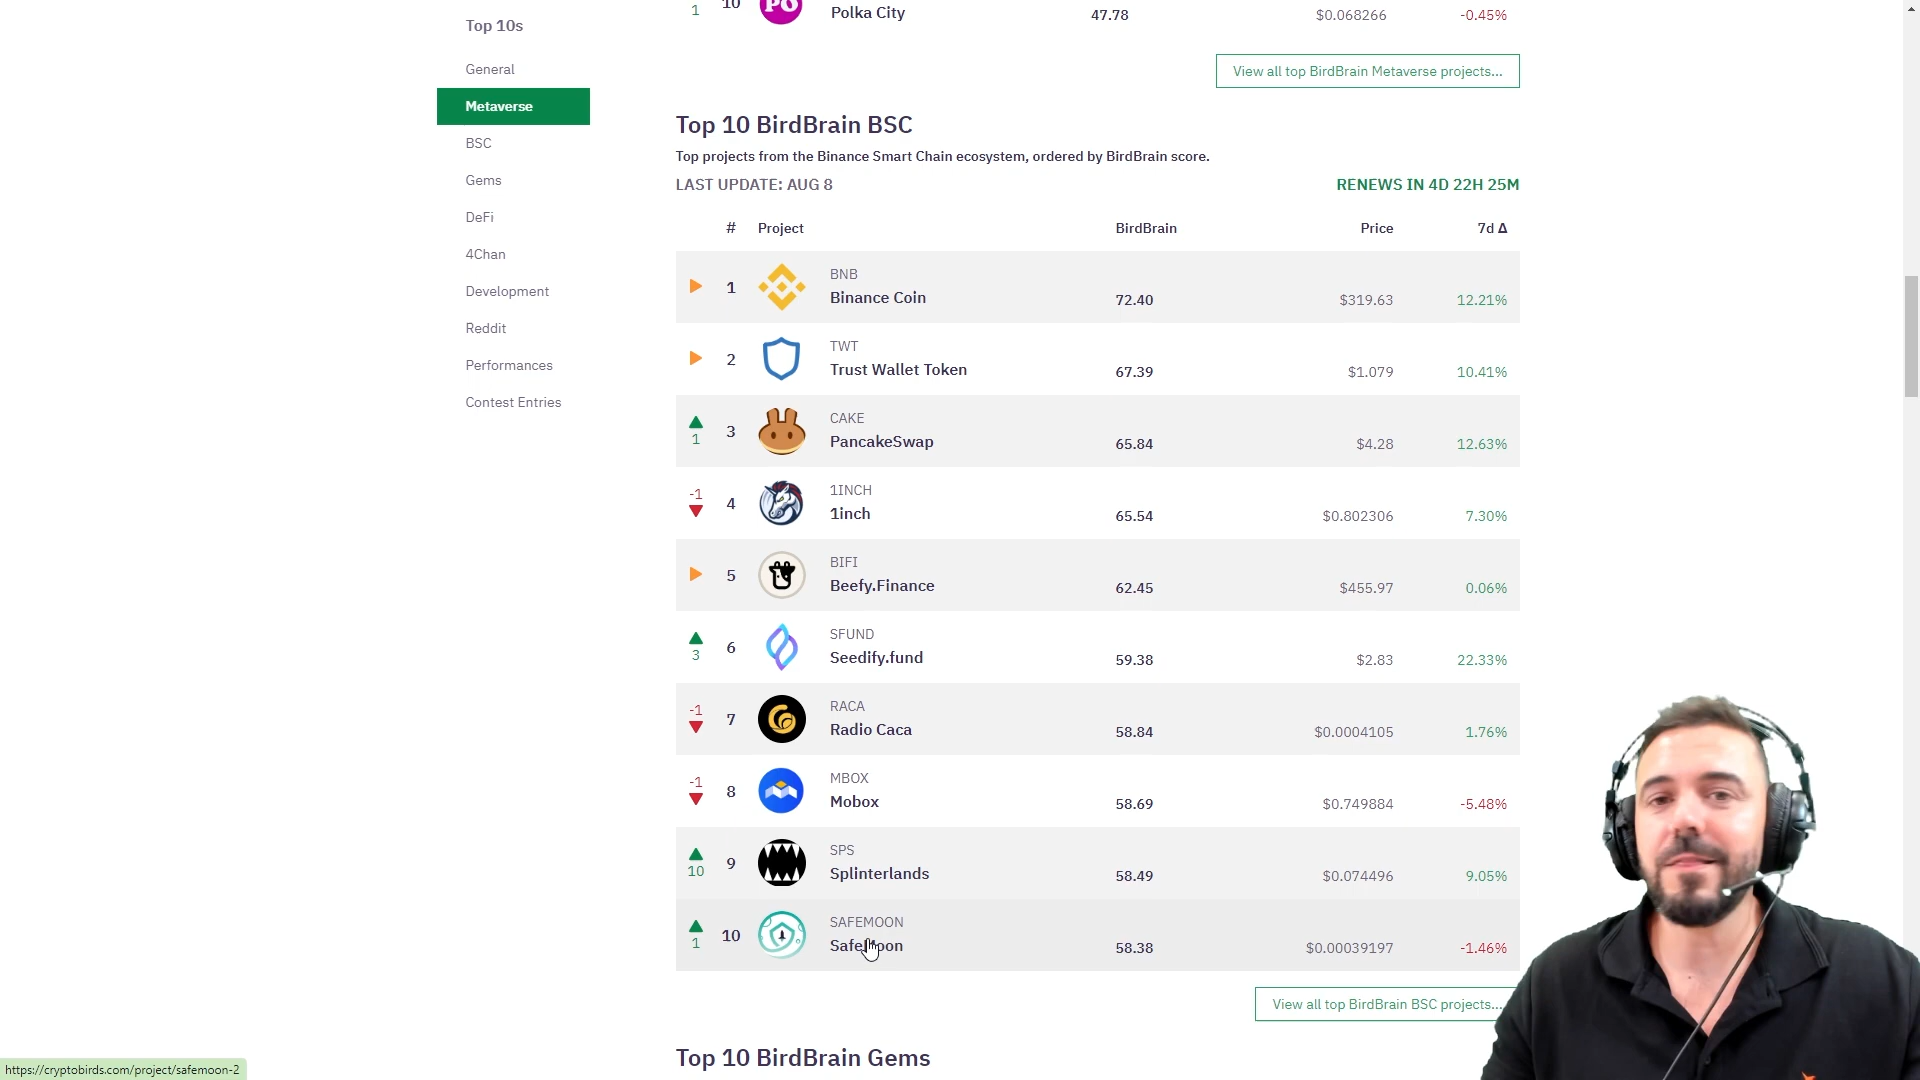 Top 10s
General
Metaverse
BSC
Gems
DeFi
4Chan
Development
Reddit
Performances
Contest Entries
1 10 PO Polka City 47.78 $0.068266 -0.45%
View all top BirdBrain Metaverse projects...
Top 10 BirdBrain BSC
Top projects from the Binance Smart Chain ecosystem, ordered by BirdBrain score.
LAST UPDATE: AUG 8 RENEWS IN 4D 22H 25M
# Project BirdBrain Price 7d Δ
BNB
1 Binance Coin 72.40 $319.63 12.21%
TWT
2 Trust Wallet Token 67.39 $1.079 10.41%
CAKE
1 3 PancakeSwap 65.84 $4.28 12.63%
1INCH
-1 4 1inch 65.54 $0.802306 7.30%
BIFI
5 Beefy.Finance 62.45 $455.97 0.06%
SFUND
3 6 Seedify.fund 59.38 $2.83 22.33%
RACA
-1 7 Radio Caca 58.84 $0.0004105 1.76%
MBOX
-1 8 Mobox 58.69 $0.749884 -5.48%
SPS
10 9 Splinterlands 58.49 $0.074496 9.05%
SAFEMOON
1 10 58.38 $0.00039197 -1.46%
View all top BirdBrain BSC projects...
Top 10 BirdBrain Gems
https://cryptobirds.com/project/safemoon-2